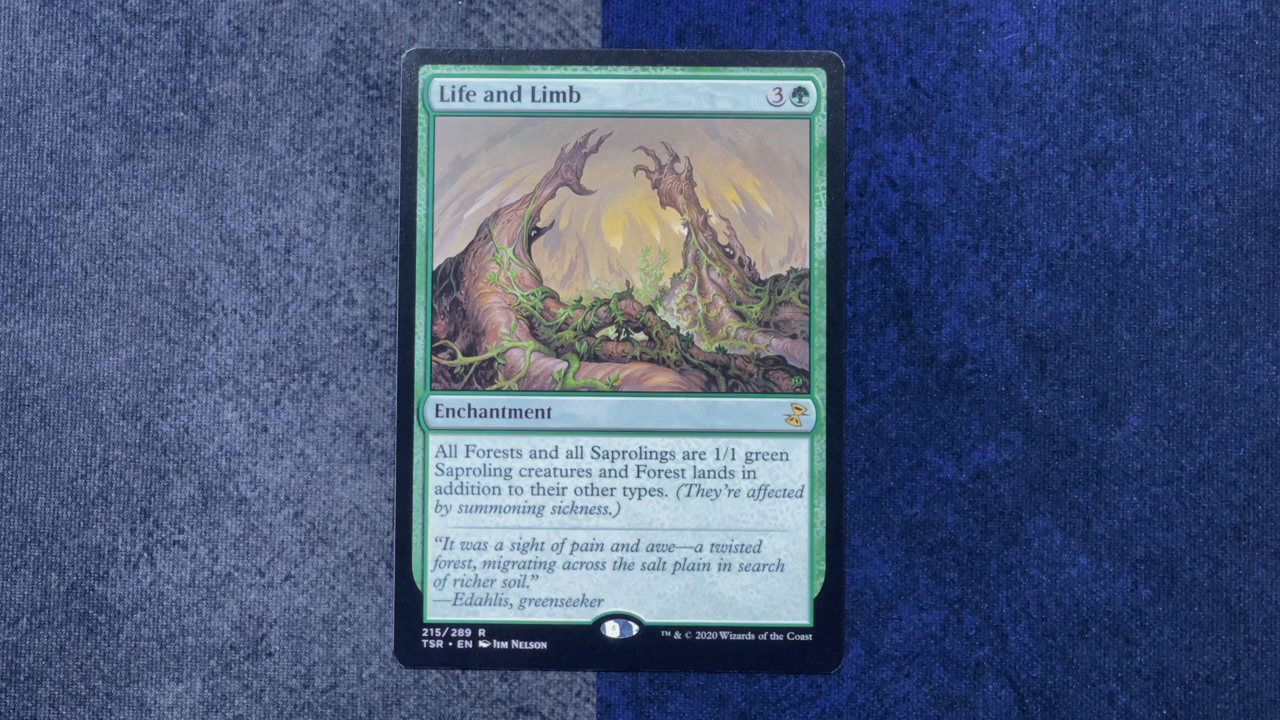 Life and Limb 3
Enchantment
All Forests and all Saprolings are 1/1 green
Saproling creatures and Forest lands in
addition to their other types. (They're affected
by summoning sickness.)
"It was a sight of pain and awe—a twisted
forest, migrating across the salt plain in search
of richer soil."
—Edahlis, greenseeker
215/289 R
TSR • EN Jim Nelson
™ & © 2020 Wizards of the Coast